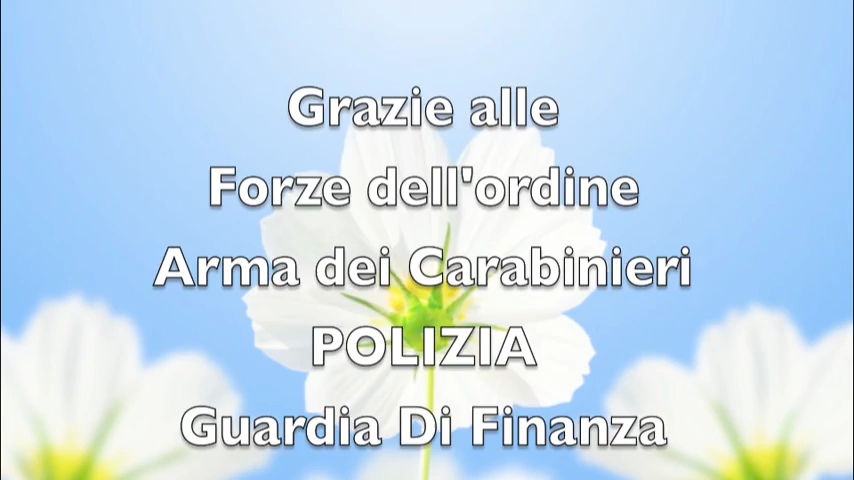 Grazie alle
Forze dell'ordine
Arma dei Carabinieri
POLIZIA
Guardia Di Finanza